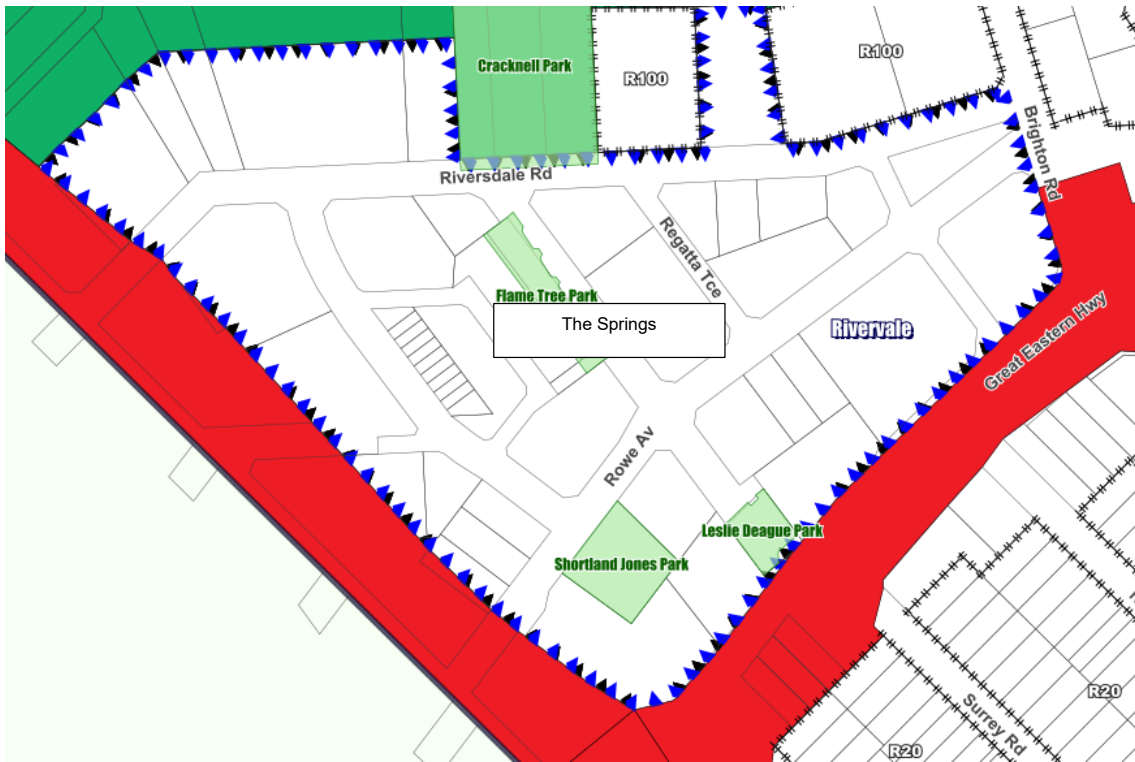 R100
Cracknell Park
R100
Brighton Rd
Riversdale Rd
Regatta Tce
Flame Tree Park
The Springs
Rivervale
Great Eastern Hwy
Rowe Av
Leslie Deague Park
Shortland Jones Park
R20
Surrey Rd
R20